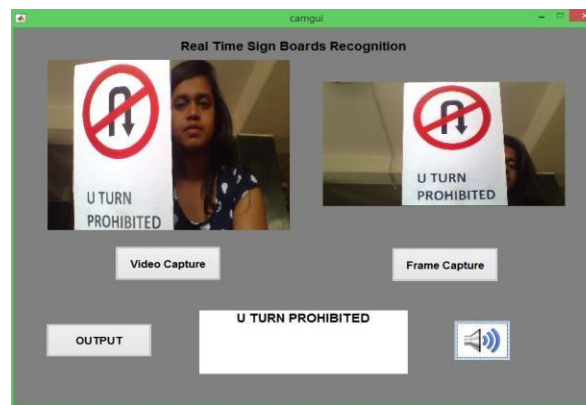 camgui
Real Time Sign Boards Recognition
U TURN
PROHIBITED
U TURN
PROHIBITED
Video Capture
Frame Capture
OUTPUT
U TURN PROHIBITED